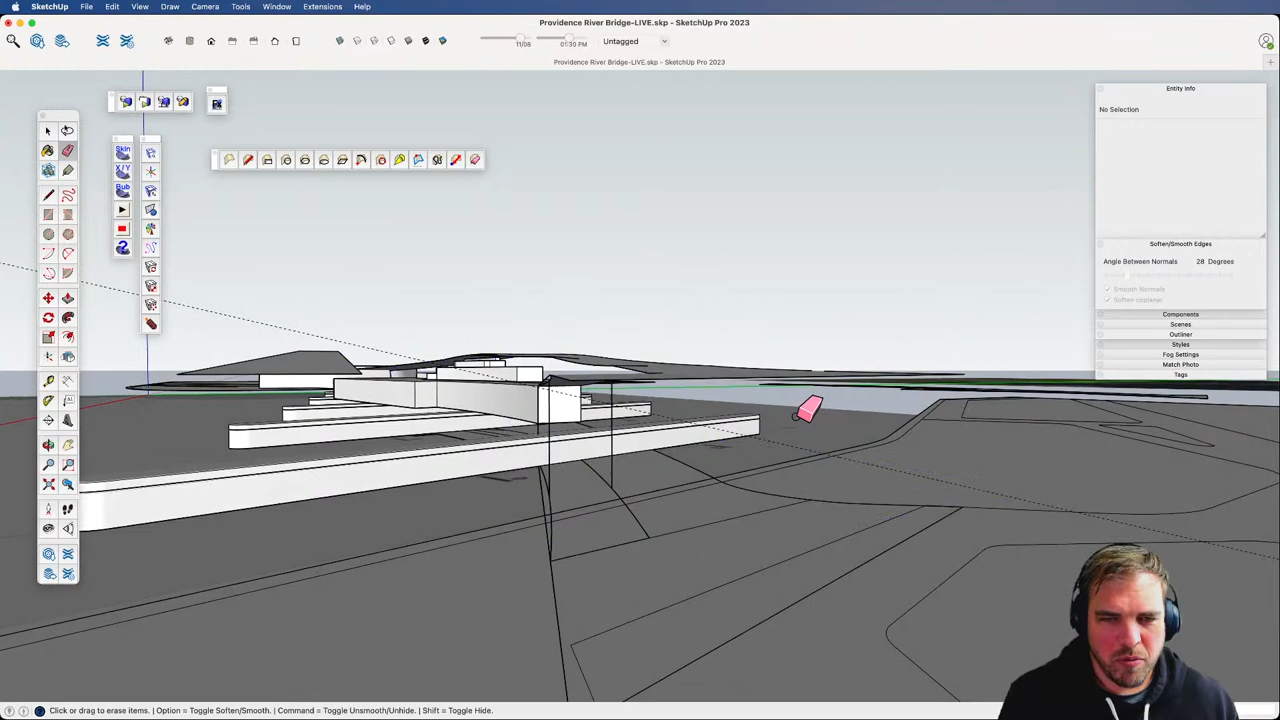 SketchUp File Edit View Draw Camera Tools Window Extensions Help
Providence River Bridge-LIVE.skp - SketchUp Pro 2023
11/08
01:30 PM
Untagged
Providence River Bridge-LIVE.skp - SketchUp Pro 2023
Entity Info
No Selection
Skin
X/Y
Bub
Soften/Smooth Edges
Angle Between Normals 28 Degrees
Smooth Normals
Soften coplanar
Components
Scenes
Outliner
Styles
Fog Settings
Match Photo
Tags
Click or drag to erase items. | Option = Toggle Soften/Smooth. | Command = Toggle Unsmooth/Unhide. | Shift = Toggle Hide.